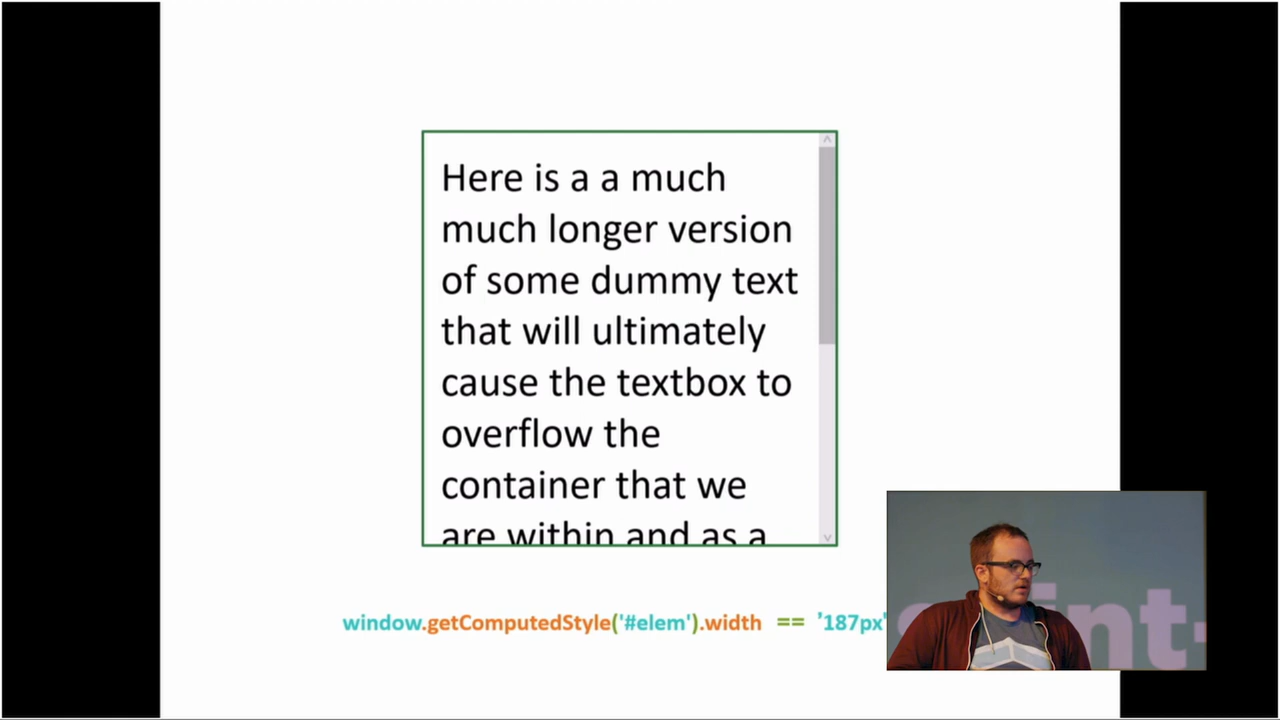 Here is a a much
much longer version
of some dummy text
that will ultimately
cause the textbox to
overflow the
container that we
are within and as a
window.getComputedStyle('#elem').width == '187px'